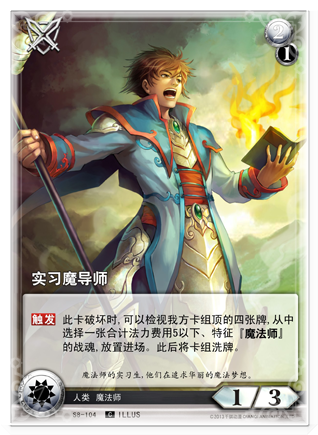 2
1
实习魔导师
触发 此卡破坏时，可以检视我方卡组顶的四张牌，从中
选择一张合计法力费用5以下、特征『魔法师』
的战魂，放置进场。此后将卡组洗牌。
魔法师的实习生，他们在追求华丽的魔法梦想。
人类 魔法师
1 / 3
S8-104 C ILLUS